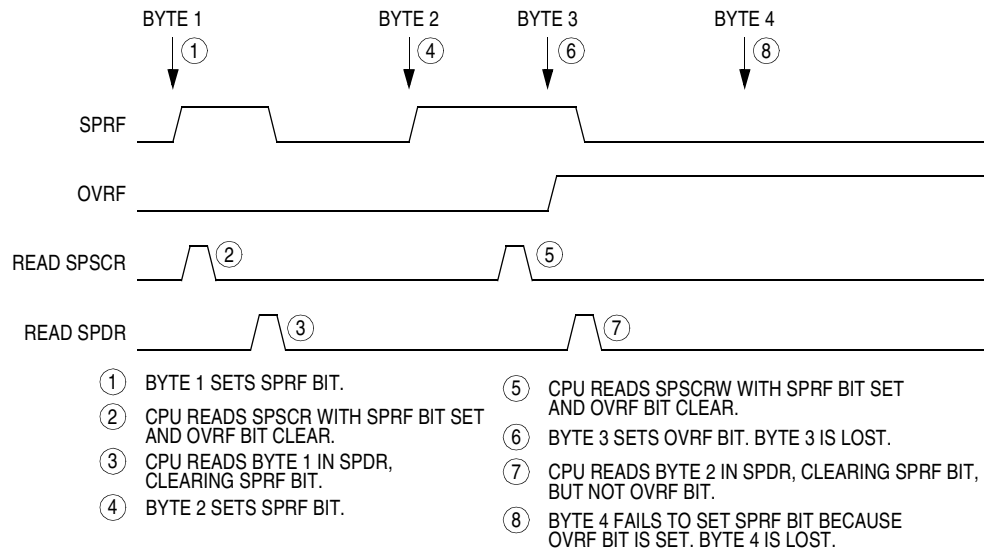 BYTE 1 BYTE 2 BYTE 3 BYTE 4
1 4 6 8
SPRF
OVRF
READ SPSCR 2 5
READ SPDR 3 7
1 BYTE 1 SETS SPRF BIT.
2 CPU READS SPSCR WITH SPRF BIT SET
AND OVRF BIT CLEAR.
3 CPU READS BYTE 1 IN SPDR,
CLEARING SPRF BIT.
4 BYTE 2 SETS SPRF BIT.
5 CPU READS SPSCRW WITH SPRF BIT SET
AND OVRF BIT CLEAR.
6 BYTE 3 SETS OVRF BIT. BYTE 3 IS LOST.
7 CPU READS BYTE 2 IN SPDR, CLEARING SPRF BIT,
BUT NOT OVRF BIT.
8 BYTE 4 FAILS TO SET SPRF BIT BECAUSE
OVRF BIT IS SET. BYTE 4 IS LOST.